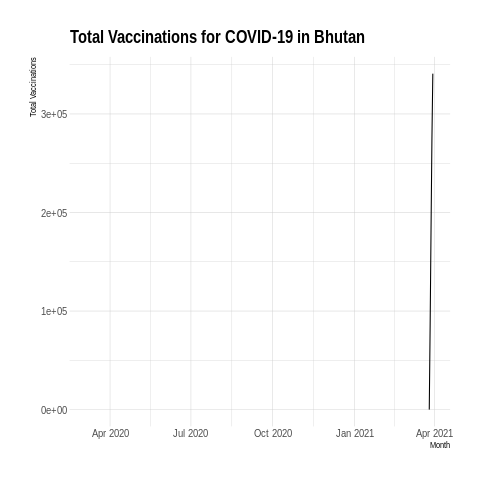 Total Vaccinations for COVID-19 in Bhutan
Total Vaccinations
3e+05
2e+05
1e+05
0e+00
Apr 2020 Jul 2020 Oct 2020 Jan 2021 Apr 2021
Month